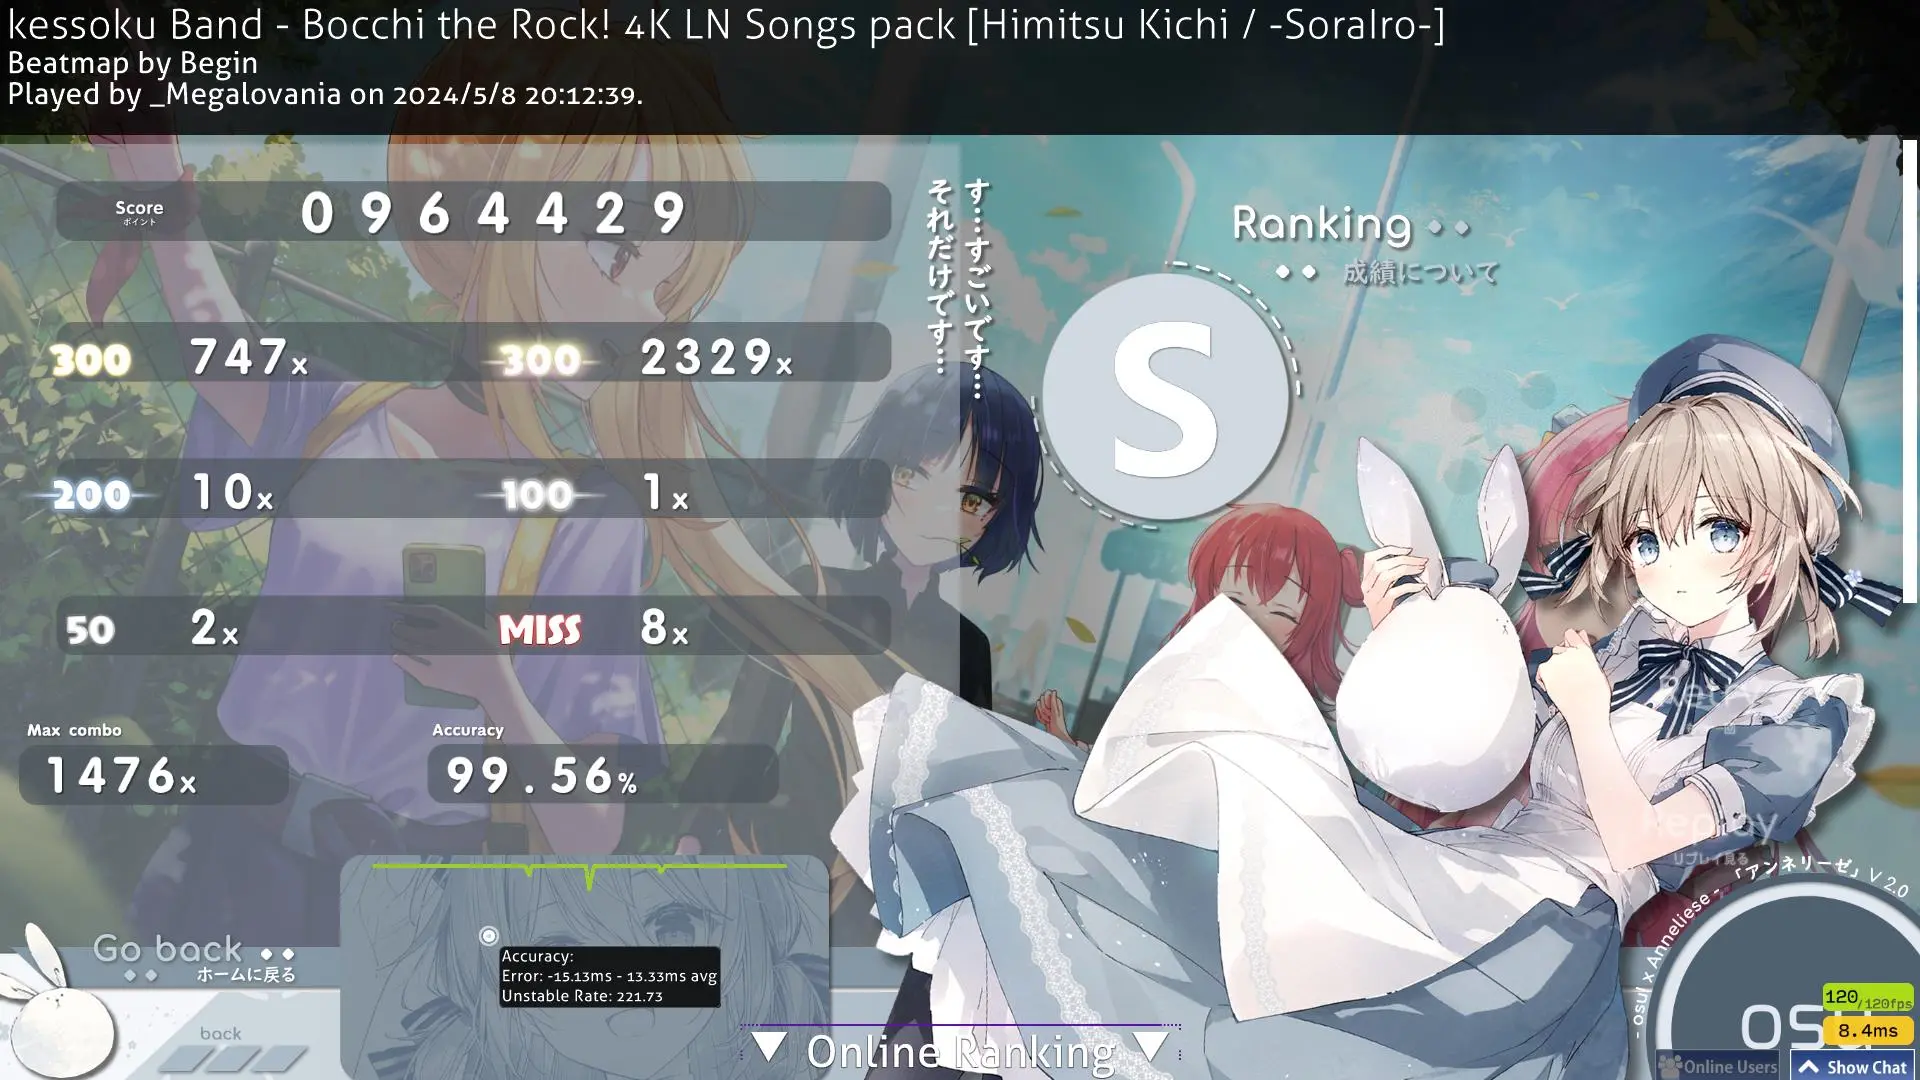 kessoku Band - Bocchi the Rock! 4K LN Songs pack [Himitsu Kichi / -SoraIro-]
Beatmap by Begin
Played by _Megalovania on 2024/5/8 20:12:39.
Score
ポイント
0964429
す……すごいです……
それだけです…
Ranking
成績について
S
300 747x 300 2329x
200 10x 100 1x
50 2x MISS 8x
Max combo
1476x
Accuracy
99.56%
Accuracy:
Error: -15.13ms - 13.33ms avg
Unstable Rate: 221.73
Go back
ホームに戻る
back
Online Ranking
Retry
Replay
リプレイ見る
- osu! x Anneliese - 「アンネリーゼ」 V 2.0
osu
120/120fps
8.4ms
Online Users
Show Chat